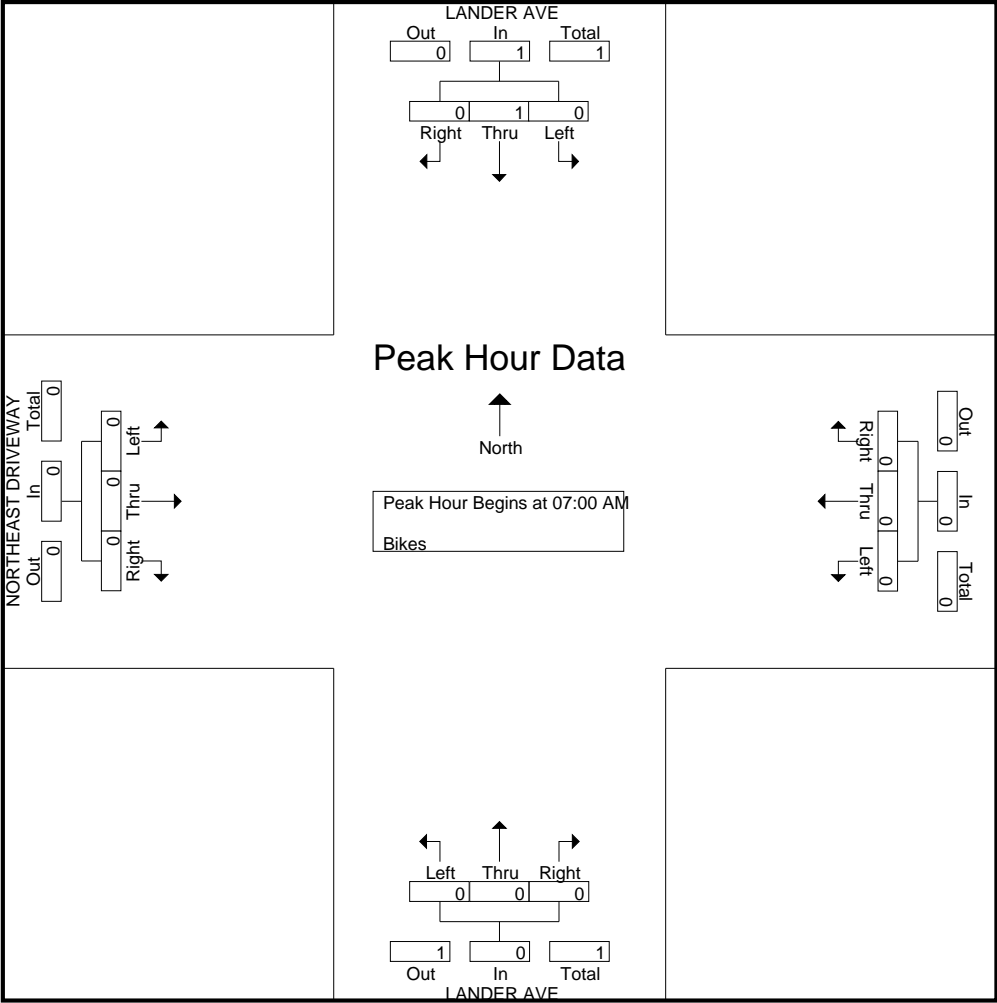 LANDER AVE
Out In Total
0 1 1
0 1 0
Right Thru Left
Peak Hour Data
North
Peak Hour Begins at 07:00 AM
Bikes
NORTHEAST DRIVEWAY
Out In Total
0 0 0
Right Thru Left
0 0 0
Out In Total
0 0 0
Right Thru Left
0 0 0
Left Thru Right
0 0 0
1 0 1
Out In Total
LANDER AVE